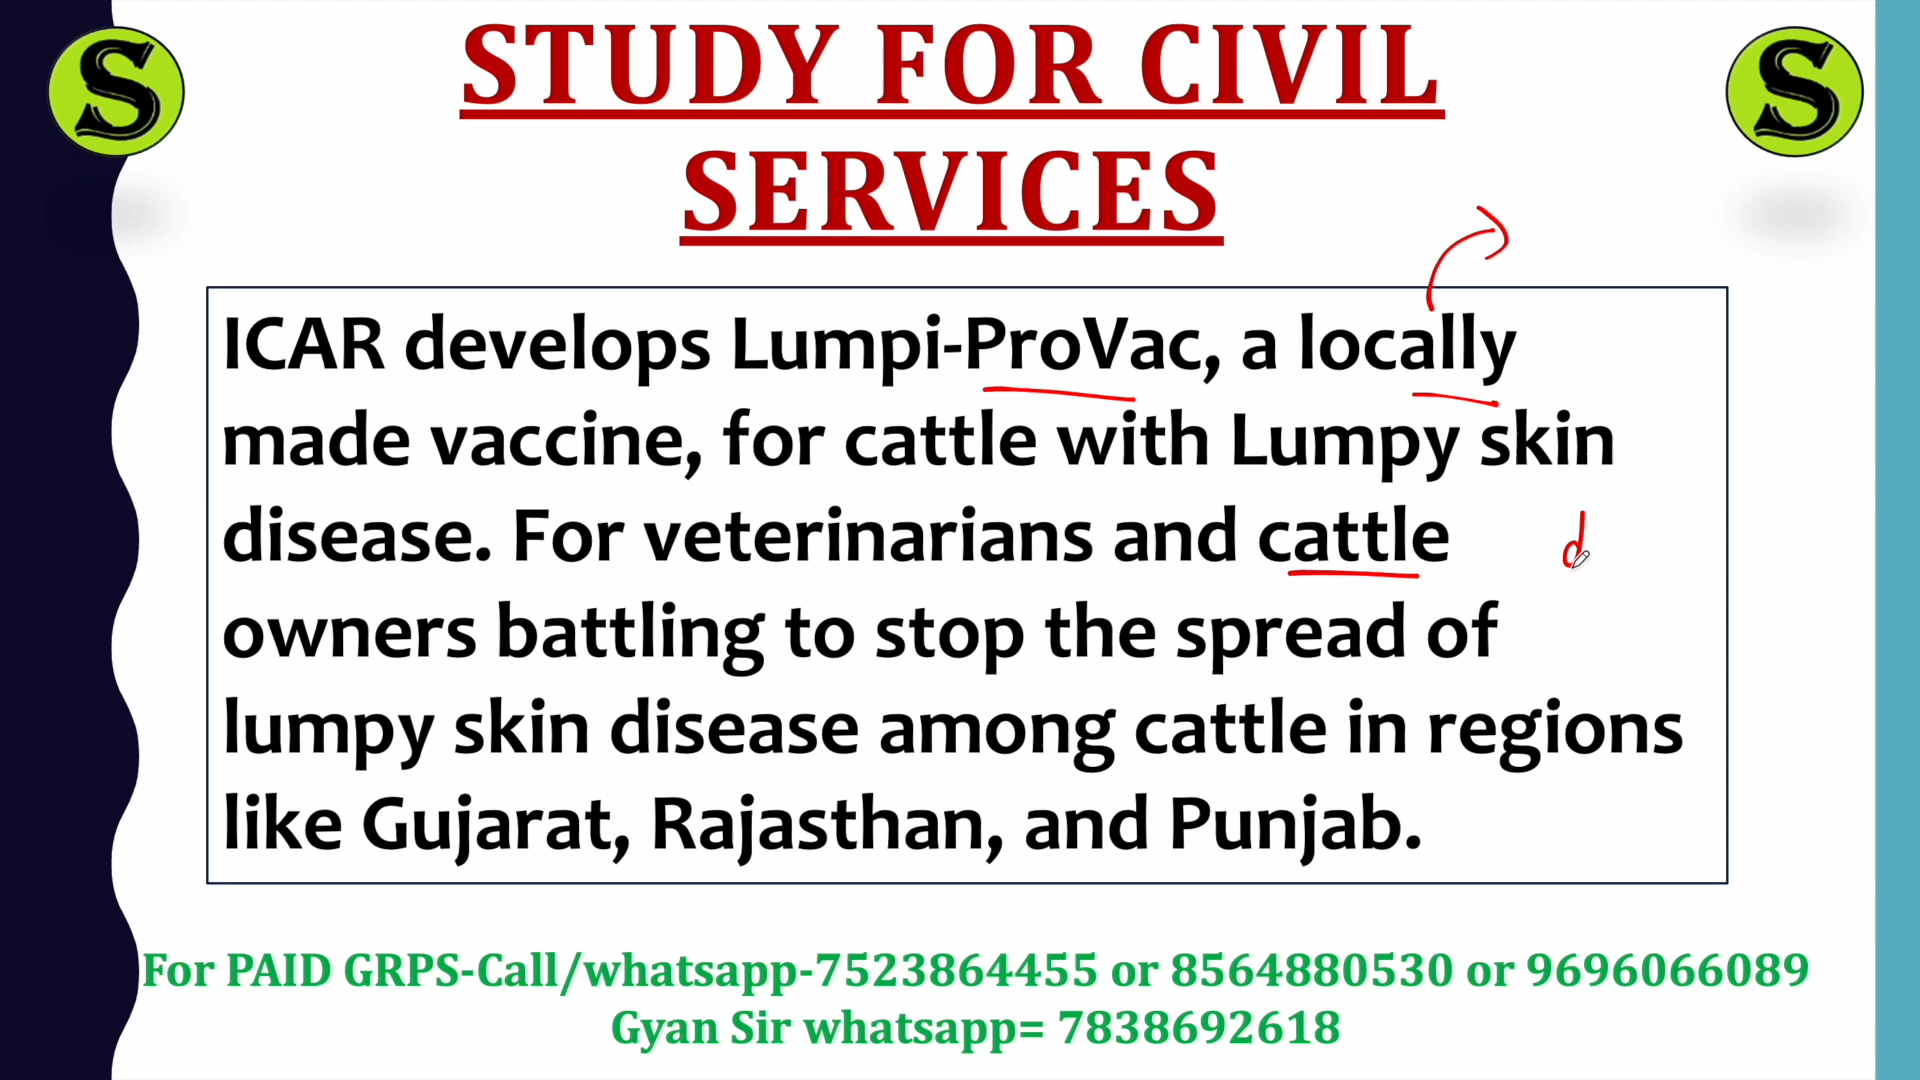 S
S
STUDY FOR CIVIL
SERVICES
ICAR develops Lumpi-ProVac, a locally
made vaccine, for cattle with Lumpy skin
disease. For veterinarians and cattle
d
owners battling to stop the spread of
lumpy skin disease among cattle in regions
like Gujarat, Rajasthan, and Punjab.
For PAID GRPS-Call/whatsapp-7523864455 or 8564880530 or 9696066089
Gyan Sir whatsapp= 7838692618